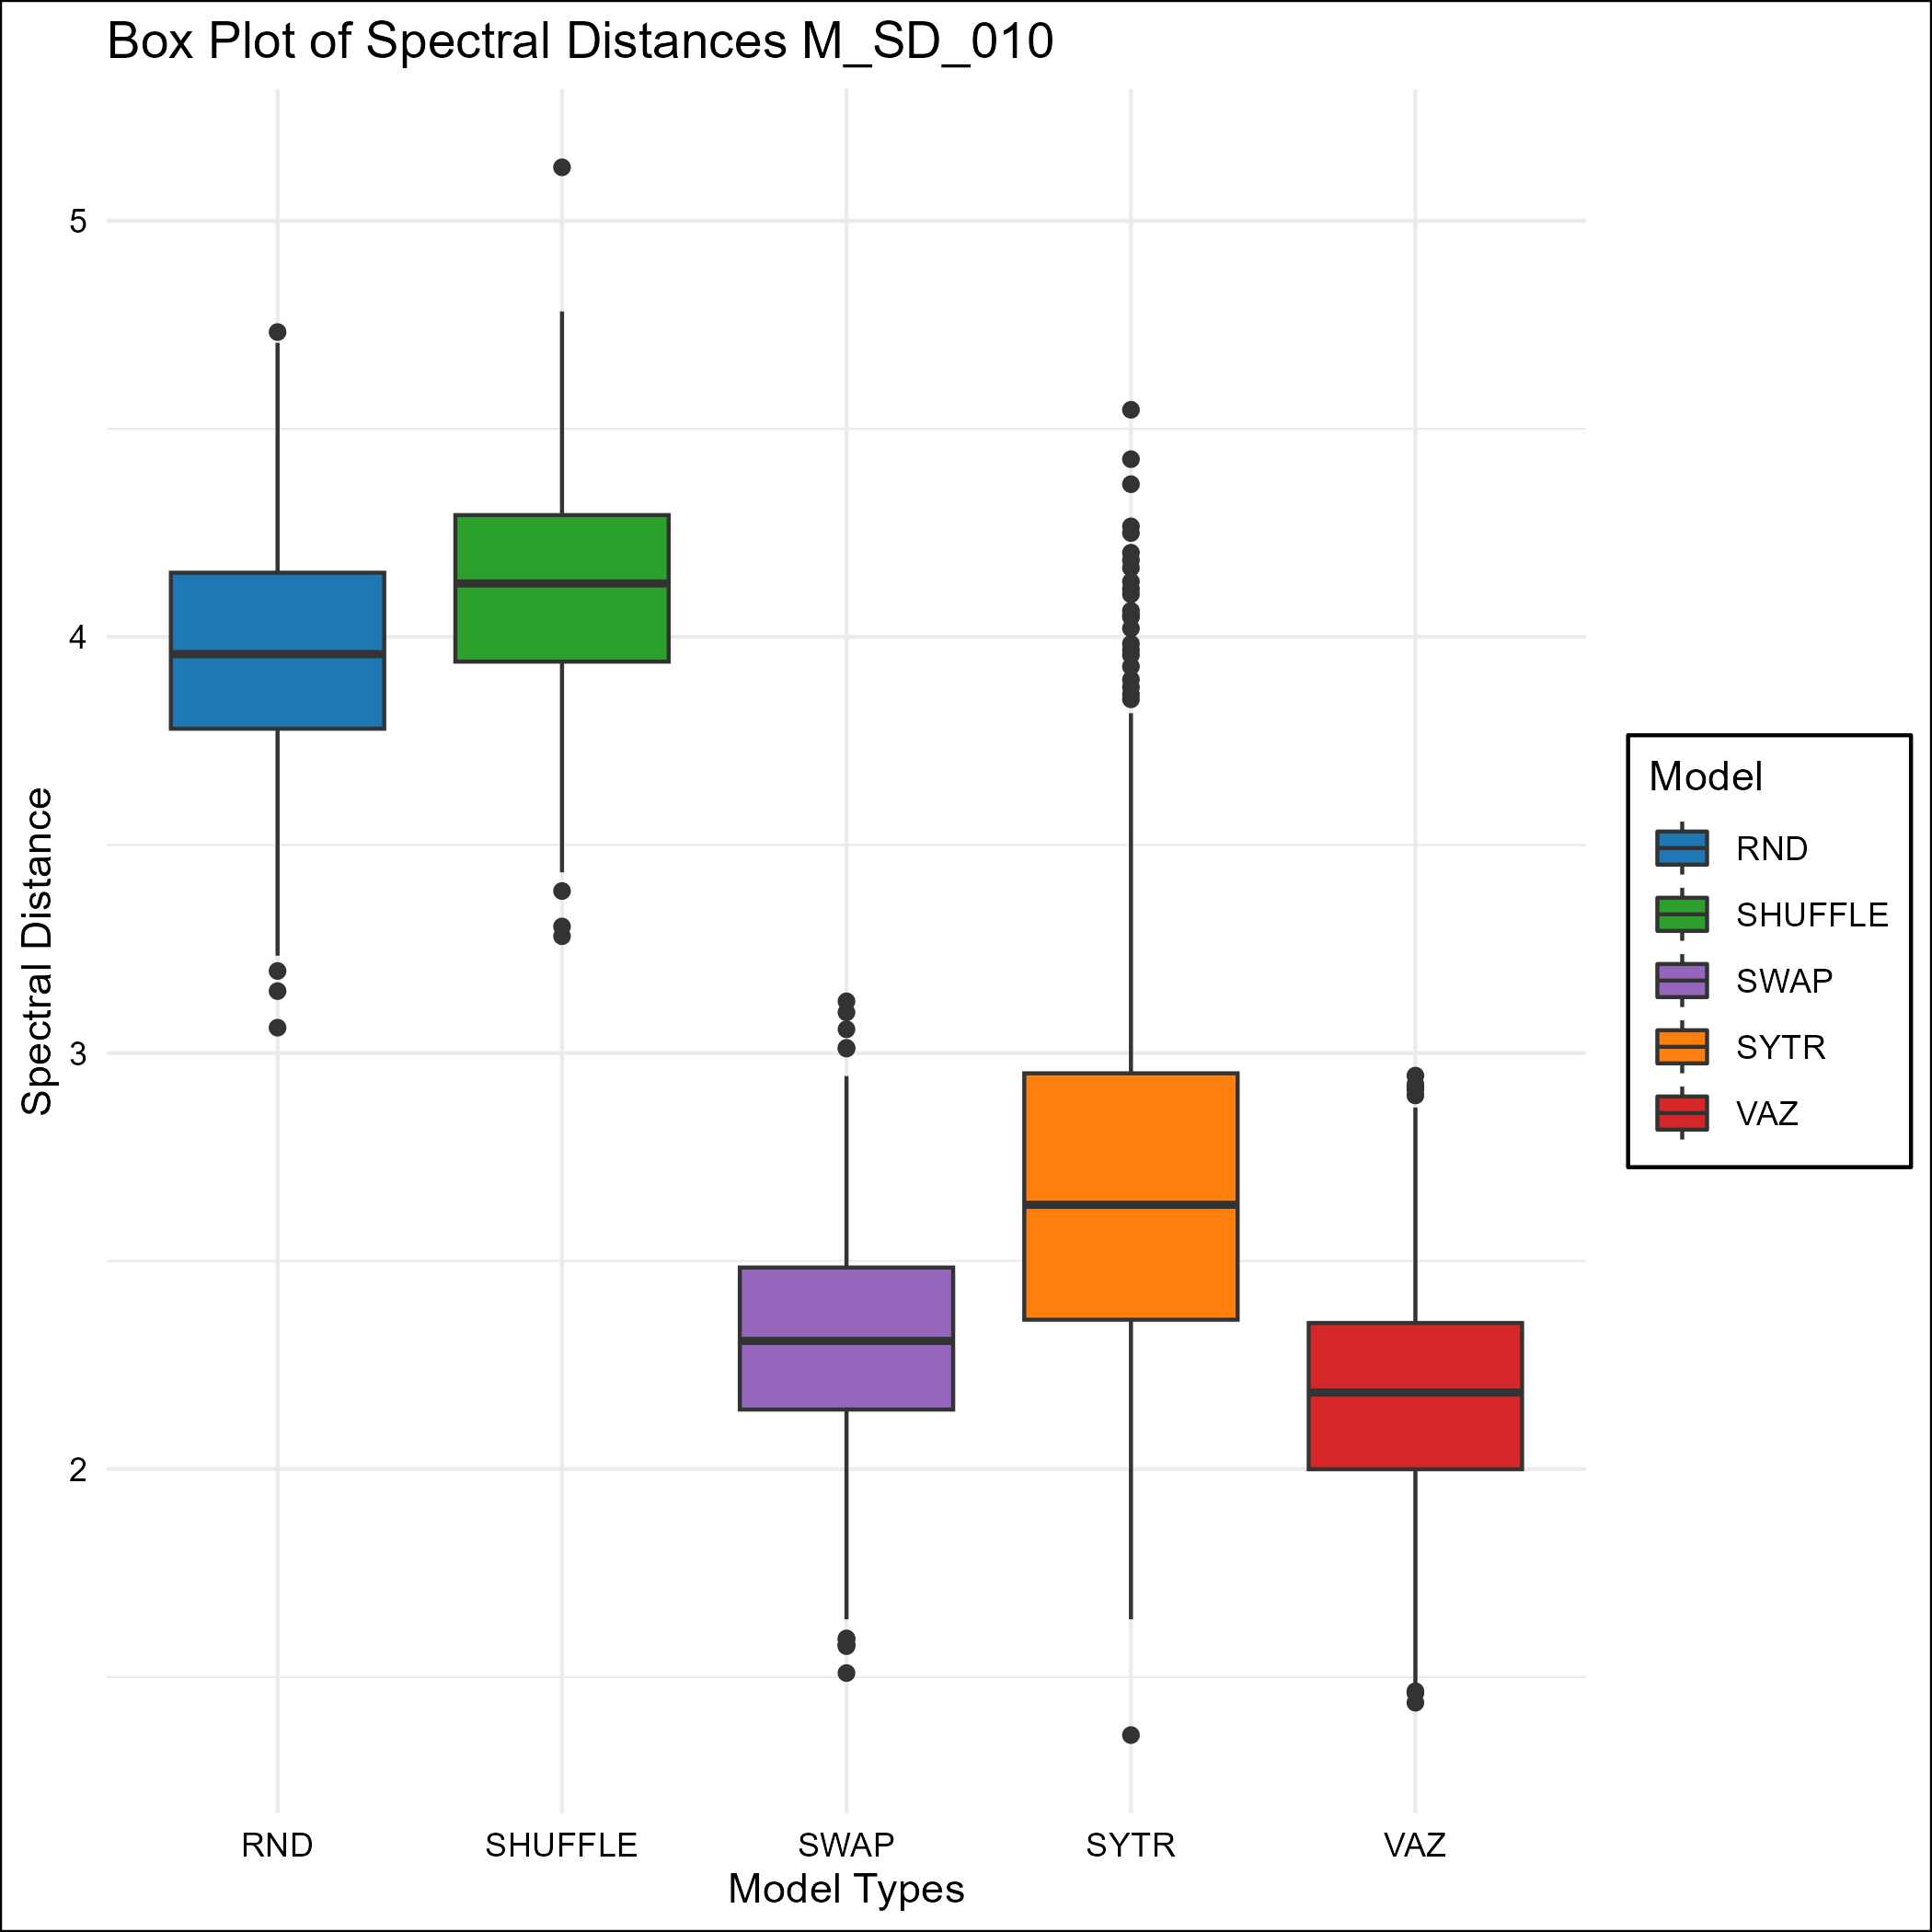 Box Plot of Spectral Distances M_SD_010
Spectral Distance
5
4
3
2
RND SHUFFLE SWAP SYTR VAZ
Model Types
Model
RND
SHUFFLE
SWAP
SYTR
VAZ